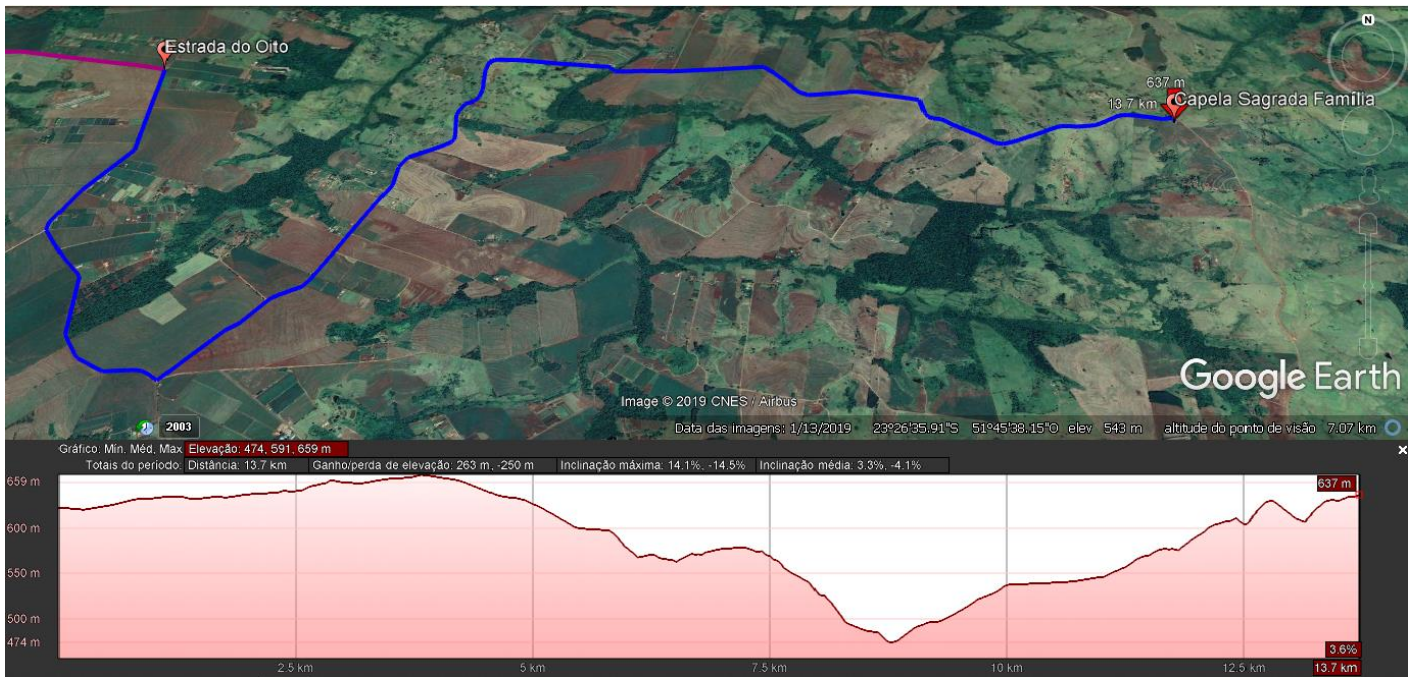 Estrada do Oito
N
637 m
13.7 km Capela Sagrada Família
Google Earth
Image © 2019 CNES / Airbus
2003
Data das imagens: 1/13/2019 23°26'35.91"S 51°45'38.15"O elev 543 m altitude do ponto de visão 7.07 km
Gráfico: Mín. Méd, Max Elevação: 474, 591, 659 m
Totais do período: Distância: 13.7 km Ganho/perda de elevação: 263 m, -250 m Inclinação máxima: 14.1%, -14.5% Inclinação média: 3.3%, -4.1%
659 m
637 m
600 m
550 m
500 m
474 m
3.6%
2.5 km 5 km 7.5 km 10 km 12.5 km 13.7 km